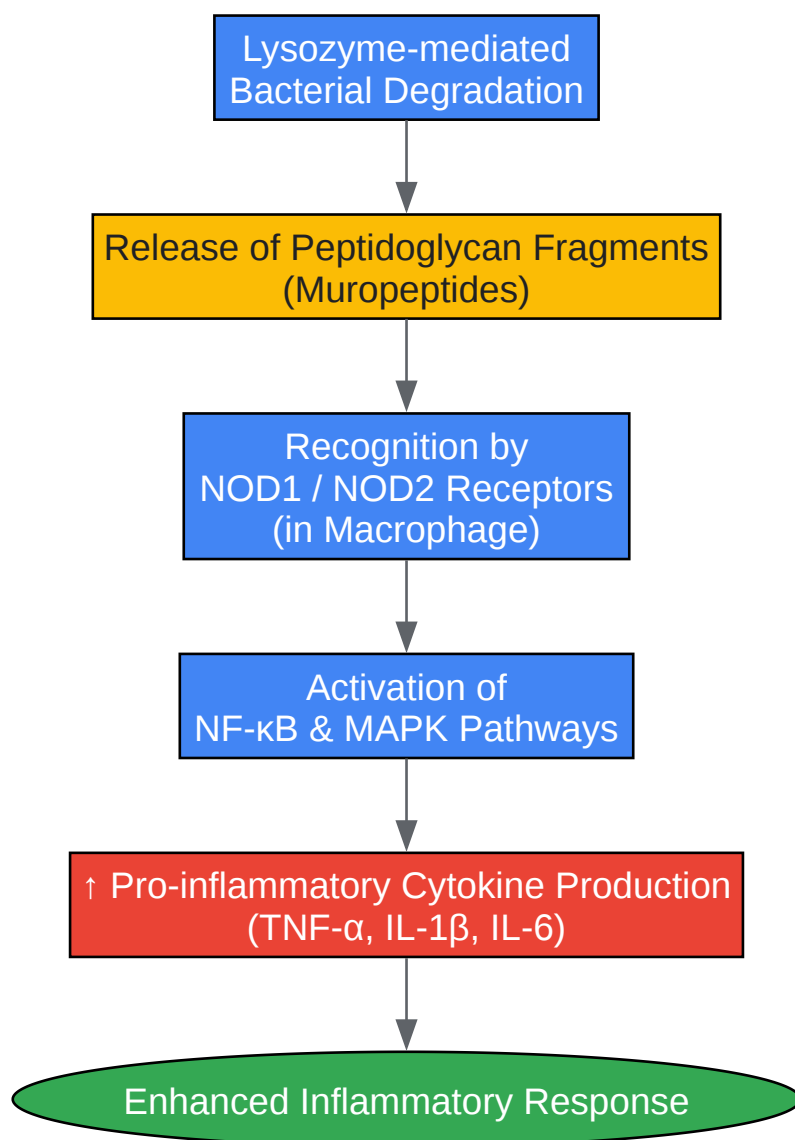 Lysozyme-mediated
Bacterial Degradation
Release of Peptidoglycan Fragments
(Muropeptides)
Recognition by
NOD1 / NOD2 Receptors
(in Macrophage)
Activation of
NF-κB & MAPK Pathways
↑ Pro-inflammatory Cytokine Production
(TNF-α, IL-1β, IL-6)
Enhanced Inflammatory Response